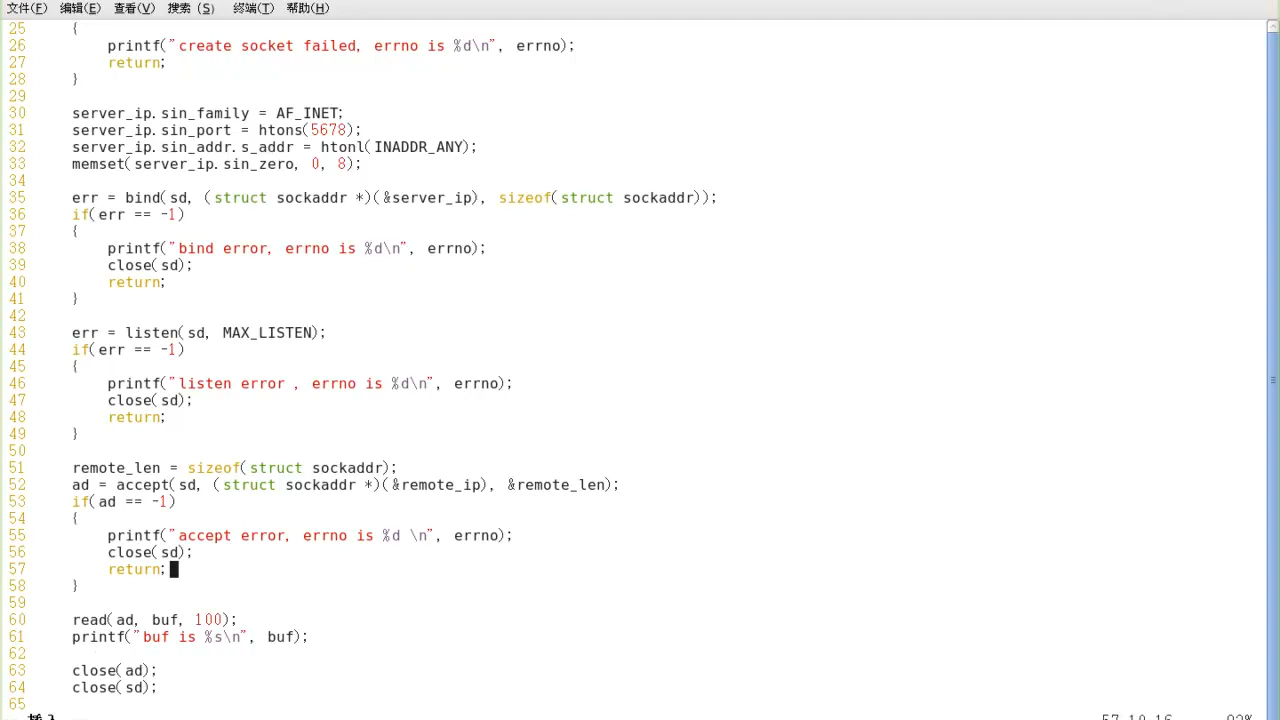 文件(F) 编辑(E) 查看(V) 搜索 (S) 终端(T) 帮助(H)
25 {
26 printf("create socket failed, errno is %d\n", errno);
27 return;
28 }
29
30 server_ip.sin_family = AF_INET;
31 server_ip.sin_port = htons(5678);
32 server_ip.sin_addr.s_addr = htonl(INADDR_ANY);
33 memset(server_ip.sin_zero, 0, 8);
34
35 err = bind(sd, (struct sockaddr *)(&server_ip), sizeof(struct sockaddr));
36 if(err == -1)
37 {
38 printf("bind error, errno is %d\n", errno);
39 close(sd);
40 return;
41 }
42
43 err = listen(sd, MAX_LISTEN);
44 if(err == -1)
45 {
46 printf("listen error , errno is %d\n", errno);
47 close(sd);
48 return;
49 }
50
51 remote_len = sizeof(struct sockaddr);
52 ad = accept(sd, (struct sockaddr *)(&remote_ip), &remote_len);
53 if(ad == -1)
54 {
55 printf("accept error, errno is %d \n", errno);
56 close(sd);
57 return;
58 }
59
60 read(ad, buf, 100);
61 printf("buf is %s\n", buf);
62
63 close(ad);
64 close(sd);
65